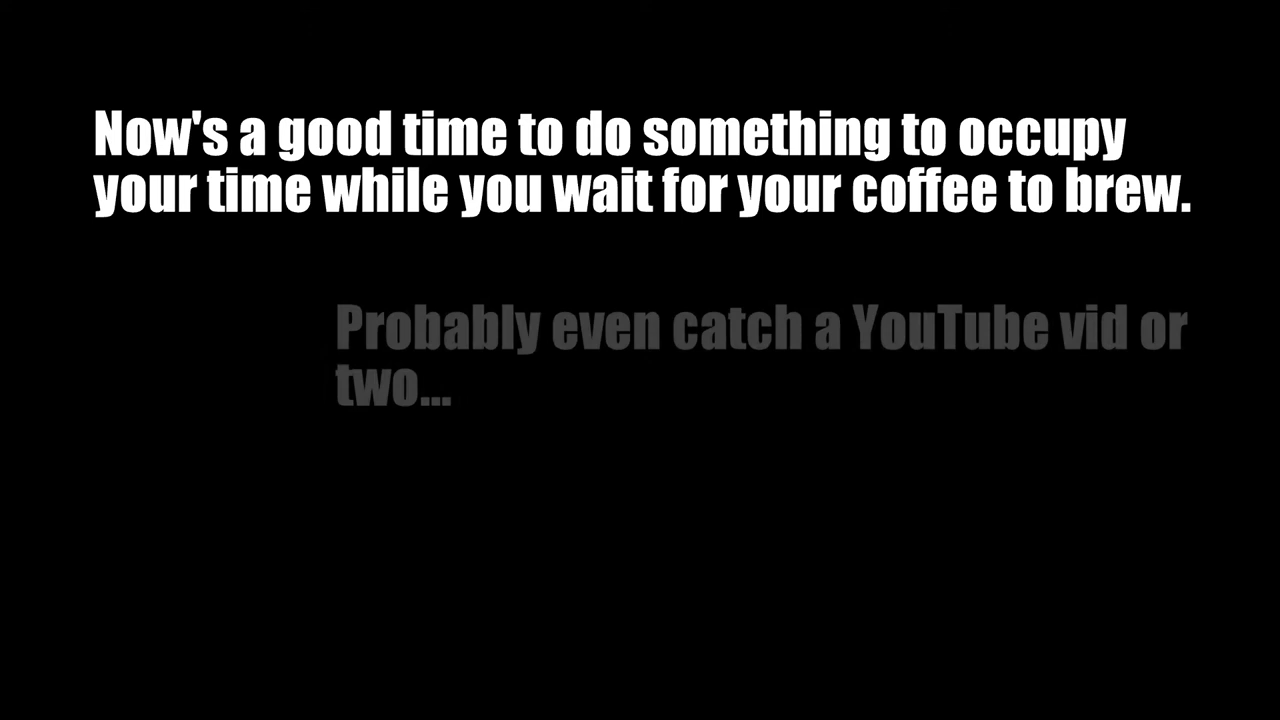 Now's a good time to do something to occupy
your time while you wait for your coffee to brew.
Probably even catch a YouTube vid or
two...